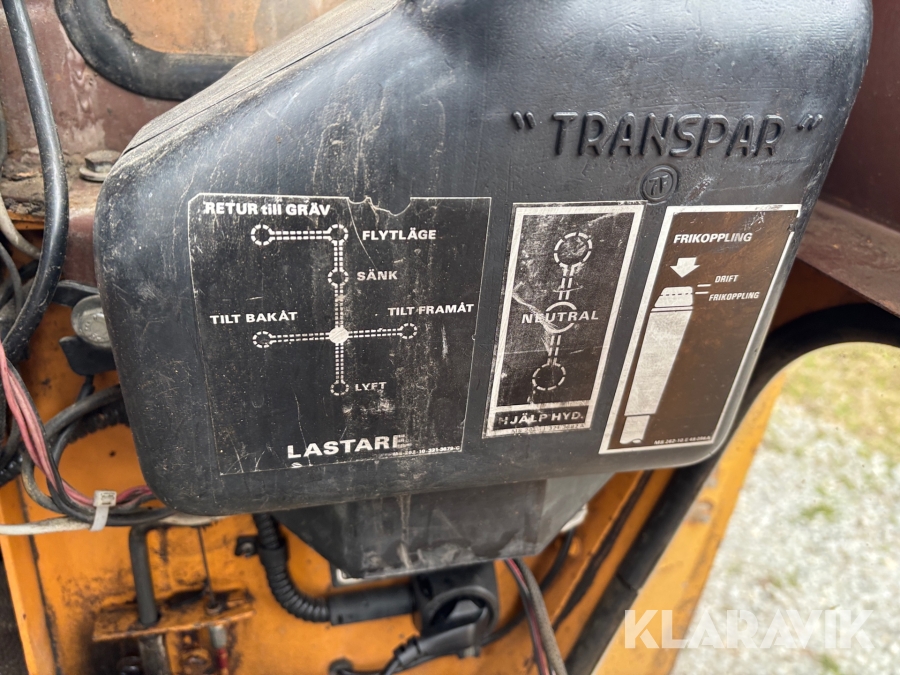 " TRANSPAR "
RETUR till GRÄV
FLYTLÄGE
SÄNK
TILT BAKÅT
TILT FRAMÅT
LYFT
LASTARE
NEUTRAL
HJÄLP HYD.
FRIKOPPLING
DRIFT
FRIKOPPLING
KLARAVIK